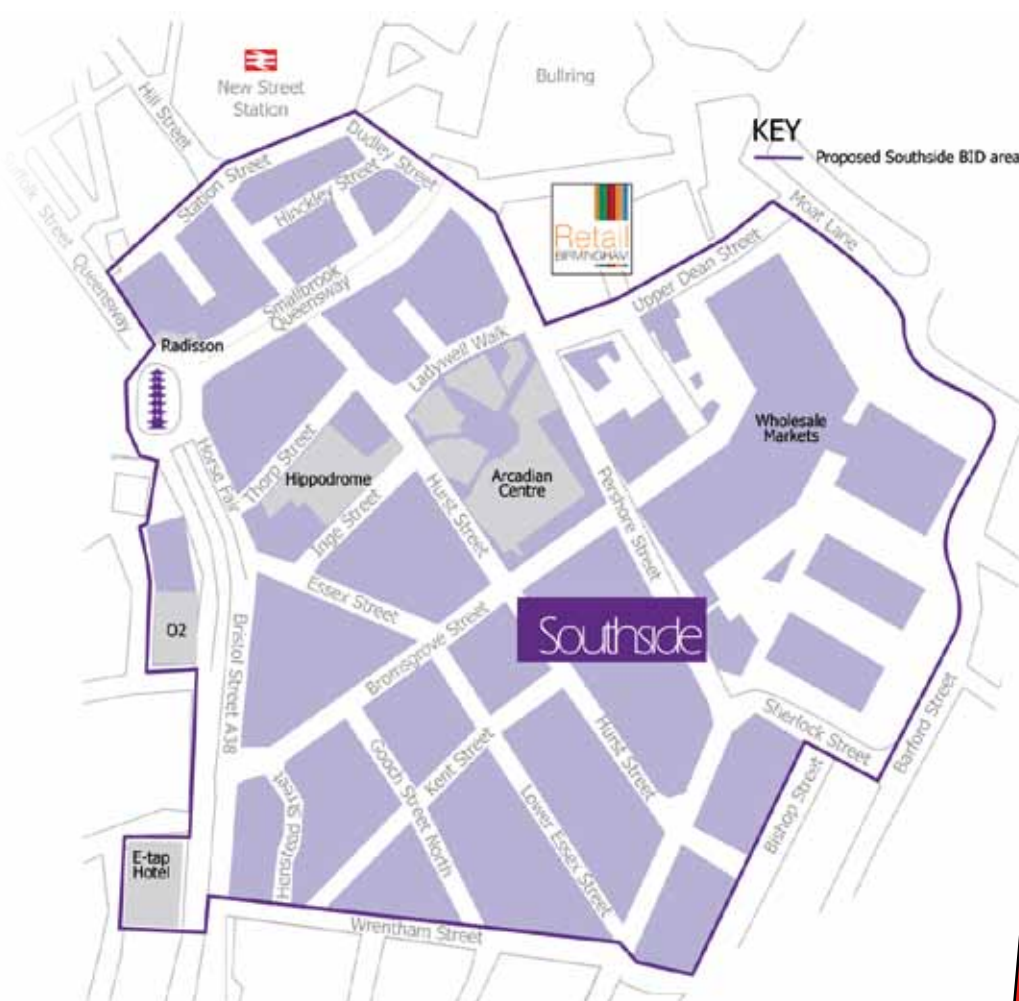 New Street
Station
Bullring
Hill Street
KEY
Proposed Southside BID area
Dudley Street
Station Street
Hinckley Street
Moat Lane
Retail
BIRMINGHAM
Suffolk Street
Queensway
Upper Dean Street
Smallbrook
Queensway
Radisson
Ladywell Walk
Wholesale
Markets
Horse Fair
Thorp Street
Hippodrome
Arcadian
Centre
Hurst Street
Pershore Street
Inge Street
Essex Street
O2
Bristol Street A38
Bromsgrove Street
Southside
Sherlock Street
Barford Street
Gooch Street North
Kent Street
Hurst Street
Henstead Street
Lower Essex Street
Bishop Street
E-tap
Hotel
Wrentham Street